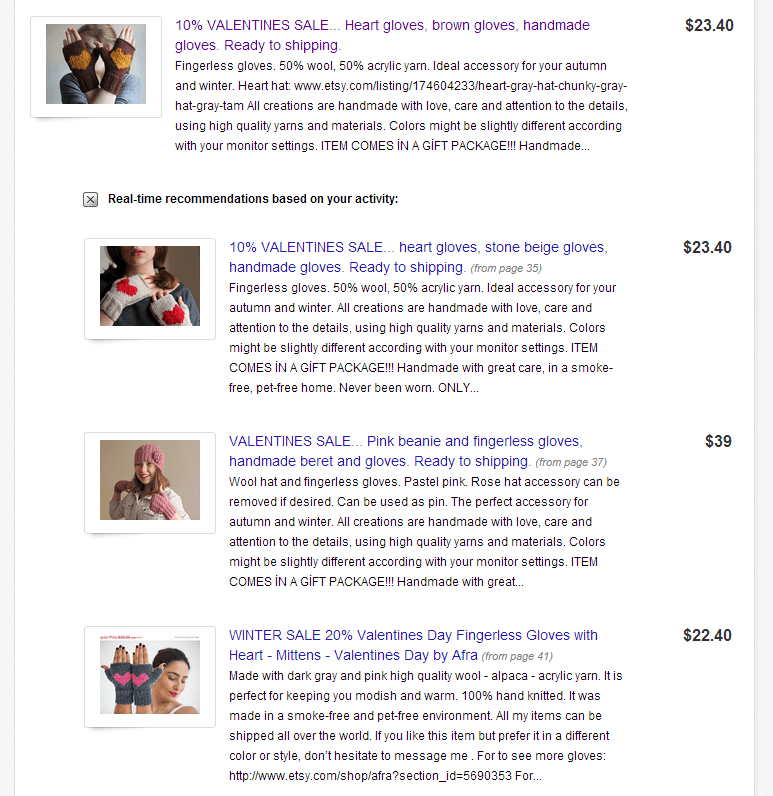 10% VALENTINES SALE... Heart gloves, brown gloves, handmade
gloves. Ready to shipping.
$23.40
Fingerless gloves. 50% wool, 50% acrylic yarn. Ideal accessory for your autumn
and winter. Heart hat: www.etsy.com/listing/174604233/heart-gray-hat-chunky-gray-
hat-gray-tam All creations are handmade with love, care and attention to the details,
using high quality yarns and materials. Colors might be slightly different according
with your monitor settings. ITEM COMES İN A GİFT PACKAGE!!! Handmade...
Real-time recommendations based on your activity:
10% VALENTINES SALE... heart gloves, stone beige gloves,
handmade gloves. Ready to shipping. (from page 35)
$23.40
Fingerless gloves. 50% wool, 50% acrylic yarn. Ideal accessory for your
autumn and winter. All creations are handmade with love, care and
attention to the details, using high quality yarns and materials. Colors
might be slightly different according with your monitor settings. ITEM
COMES İN A GİFT PACKAGE!!! Handmade with great care, in a smoke-
free, pet-free home. Never been worn. ONLY...
VALENTINES SALE... Pink beanie and fingerless gloves,
handmade beret and gloves. Ready to shipping. (from page 37)
$39
Wool hat and fingerless gloves. Pastel pink. Rose hat accessory can be
removed if desired. Can be used as pin. The perfect accessory for
autumn and winter. All creations are handmade with love, care and
attention to the details, using high quality yarns and materials. Colors
might be slightly different according with your monitor settings. ITEM
COMES İN A GİFT PACKAGE!!! Handmade with great...
WINTER SALE 20% Valentines Day Fingerless Gloves with
Heart - Mittens - Valentines Day by Afra (from page 41)
$22.40
Made with dark gray and pink high quality wool - alpaca - acrylic yarn. It is
perfect for keeping you modish and warm. 100% hand knitted. It was
made in a smoke-free and pet-free environment. All my items can be
shipped all over the world. If you like this item but prefer it in a different
color or style, don't hesitate to message me . For to see more gloves:
http://www.etsy.com/shop/afra?section_id=5690353 For...